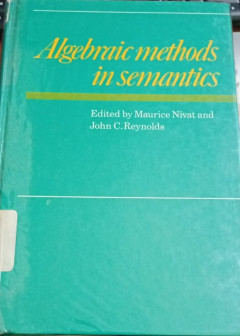 Algebraic methods
in semantics
Edited by Maurice Nivat and
John C. Reynolds